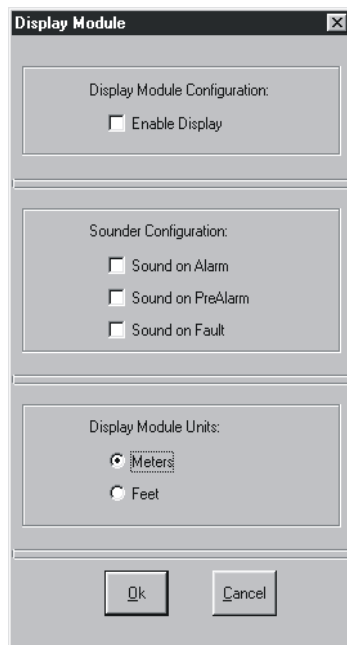 Display Module
Display Module Configuration:
Enable Display
Sounder Configuration:
Sound on Alarm
Sound on PreAlarm
Sound on Fault
Display Module Units:
Meters
Feet
Ok
Cancel